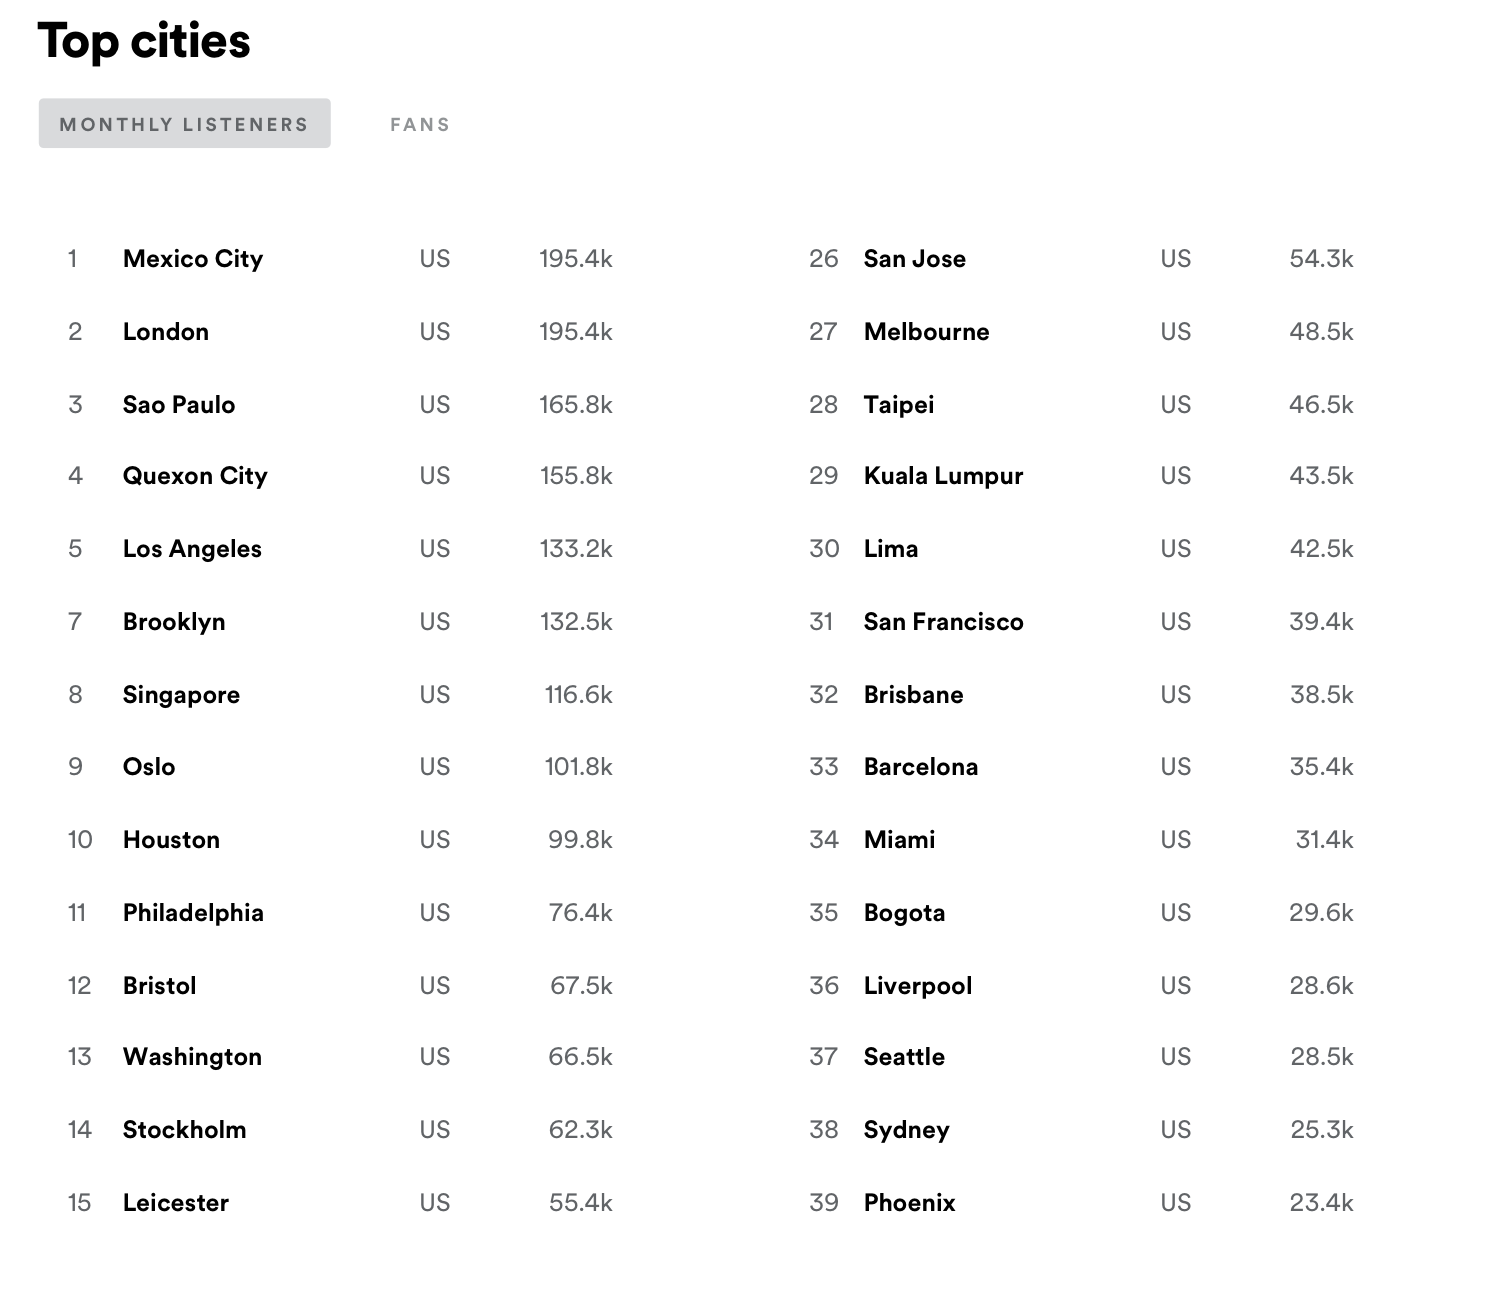 Top cities
MONTHLY LISTENERS FANS
1 Mexico City US 195.4k
2 London US 195.4k
3 Sao Paulo US 165.8k
4 Quexon City US 155.8k
5 Los Angeles US 133.2k
7 Brooklyn US 132.5k
8 Singapore US 116.6k
9 Oslo US 101.8k
10 Houston US 99.8k
11 Philadelphia US 76.4k
12 Bristol US 67.5k
13 Washington US 66.5k
14 Stockholm US 62.3k
15 Leicester US 55.4k
26 San Jose US 54.3k
27 Melbourne US 48.5k
28 Taipei US 46.5k
29 Kuala Lumpur US 43.5k
30 Lima US 42.5k
31 San Francisco US 39.4k
32 Brisbane US 38.5k
33 Barcelona US 35.4k
34 Miami US 31.4k
35 Bogota US 29.6k
36 Liverpool US 28.6k
37 Seattle US 28.5k
38 Sydney US 25.3k
39 Phoenix US 23.4k